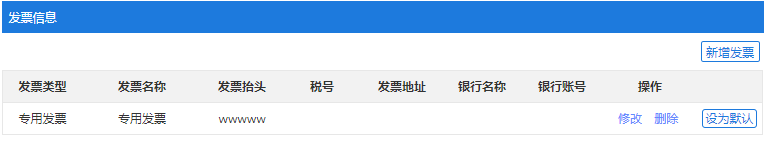 发票信息
新增发票
发票类型 发票名称 发票抬头 税号 发票地址 银行名称 银行账号 操作
专用发票 专用发票 wwwww 修改 删除 设为默认